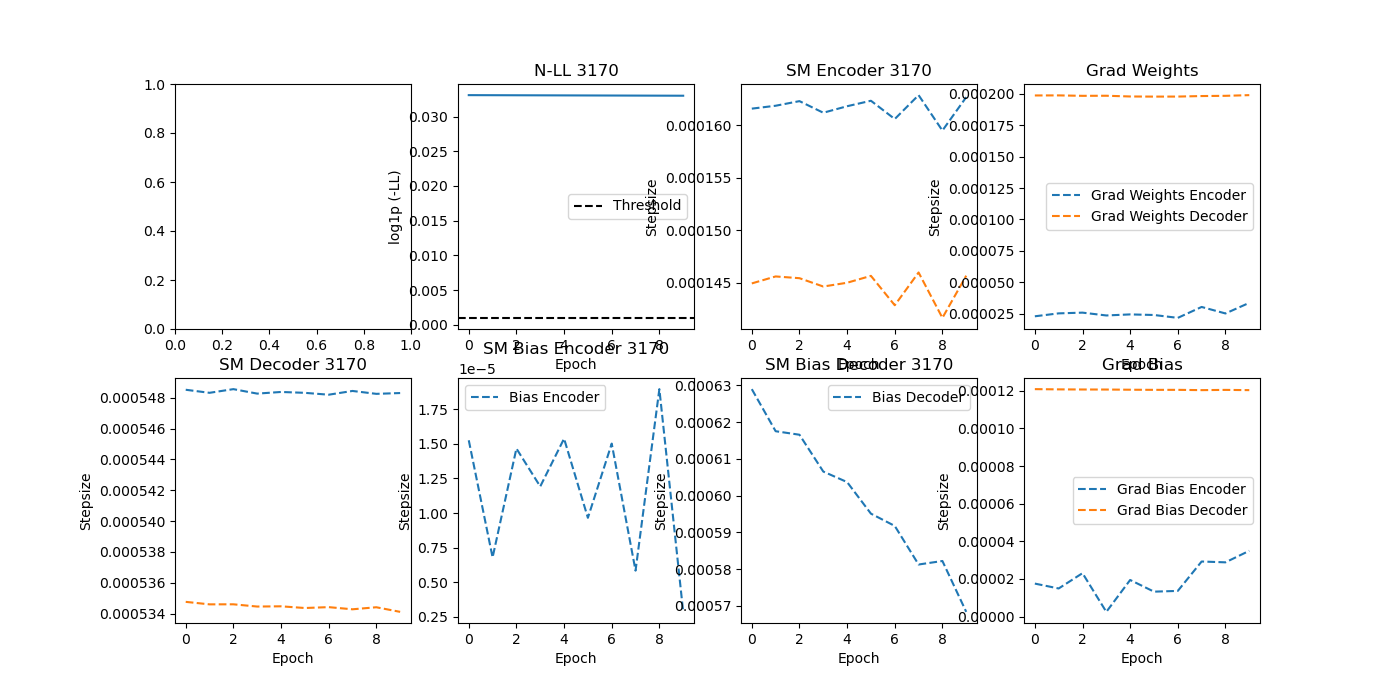 1.0
0.8
0.6
0.4
0.2
0.0
0.0 0.2 0.4 0.6 0.8 1.0
N-LL 3170
log1p (-LL)
0.030
0.025
0.020
0.015
0.010
0.005
0.000
Threshold
0 2 4 6 8
Epoch
SM Encoder 3170
Stepsize
0.000160
0.000155
0.000150
0.000145
0 2 4 6 8
Epoch
Grad Weights
Stepsize
0.000200
0.000175
0.000150
0.000125
0.000100
0.000075
0.000050
0.000025
Grad Weights Encoder
Grad Weights Decoder
0 2 4 6 8
Epoch
SM Decoder 3170
Stepsize
0.000548
0.000546
0.000544
0.000542
0.000540
0.000538
0.000536
0.000534
0 2 4 6 8
Epoch
SM Bias Encoder 3170
1e−5
Stepsize
1.75
1.50
1.25
1.00
0.75
0.50
0.25
Bias Encoder
0 2 4 6 8
Epoch
SM Bias Decoder 3170
Stepsize
0.00063
0.00062
0.00061
0.00060
0.00059
0.00058
0.00057
Bias Decoder
0 2 4 6 8
Epoch
Grad Bias
Stepsize
0.00012
0.00010
0.00008
0.00006
0.00004
0.00002
0.00000
Grad Bias Encoder
Grad Bias Decoder
0 2 4 6 8
Epoch